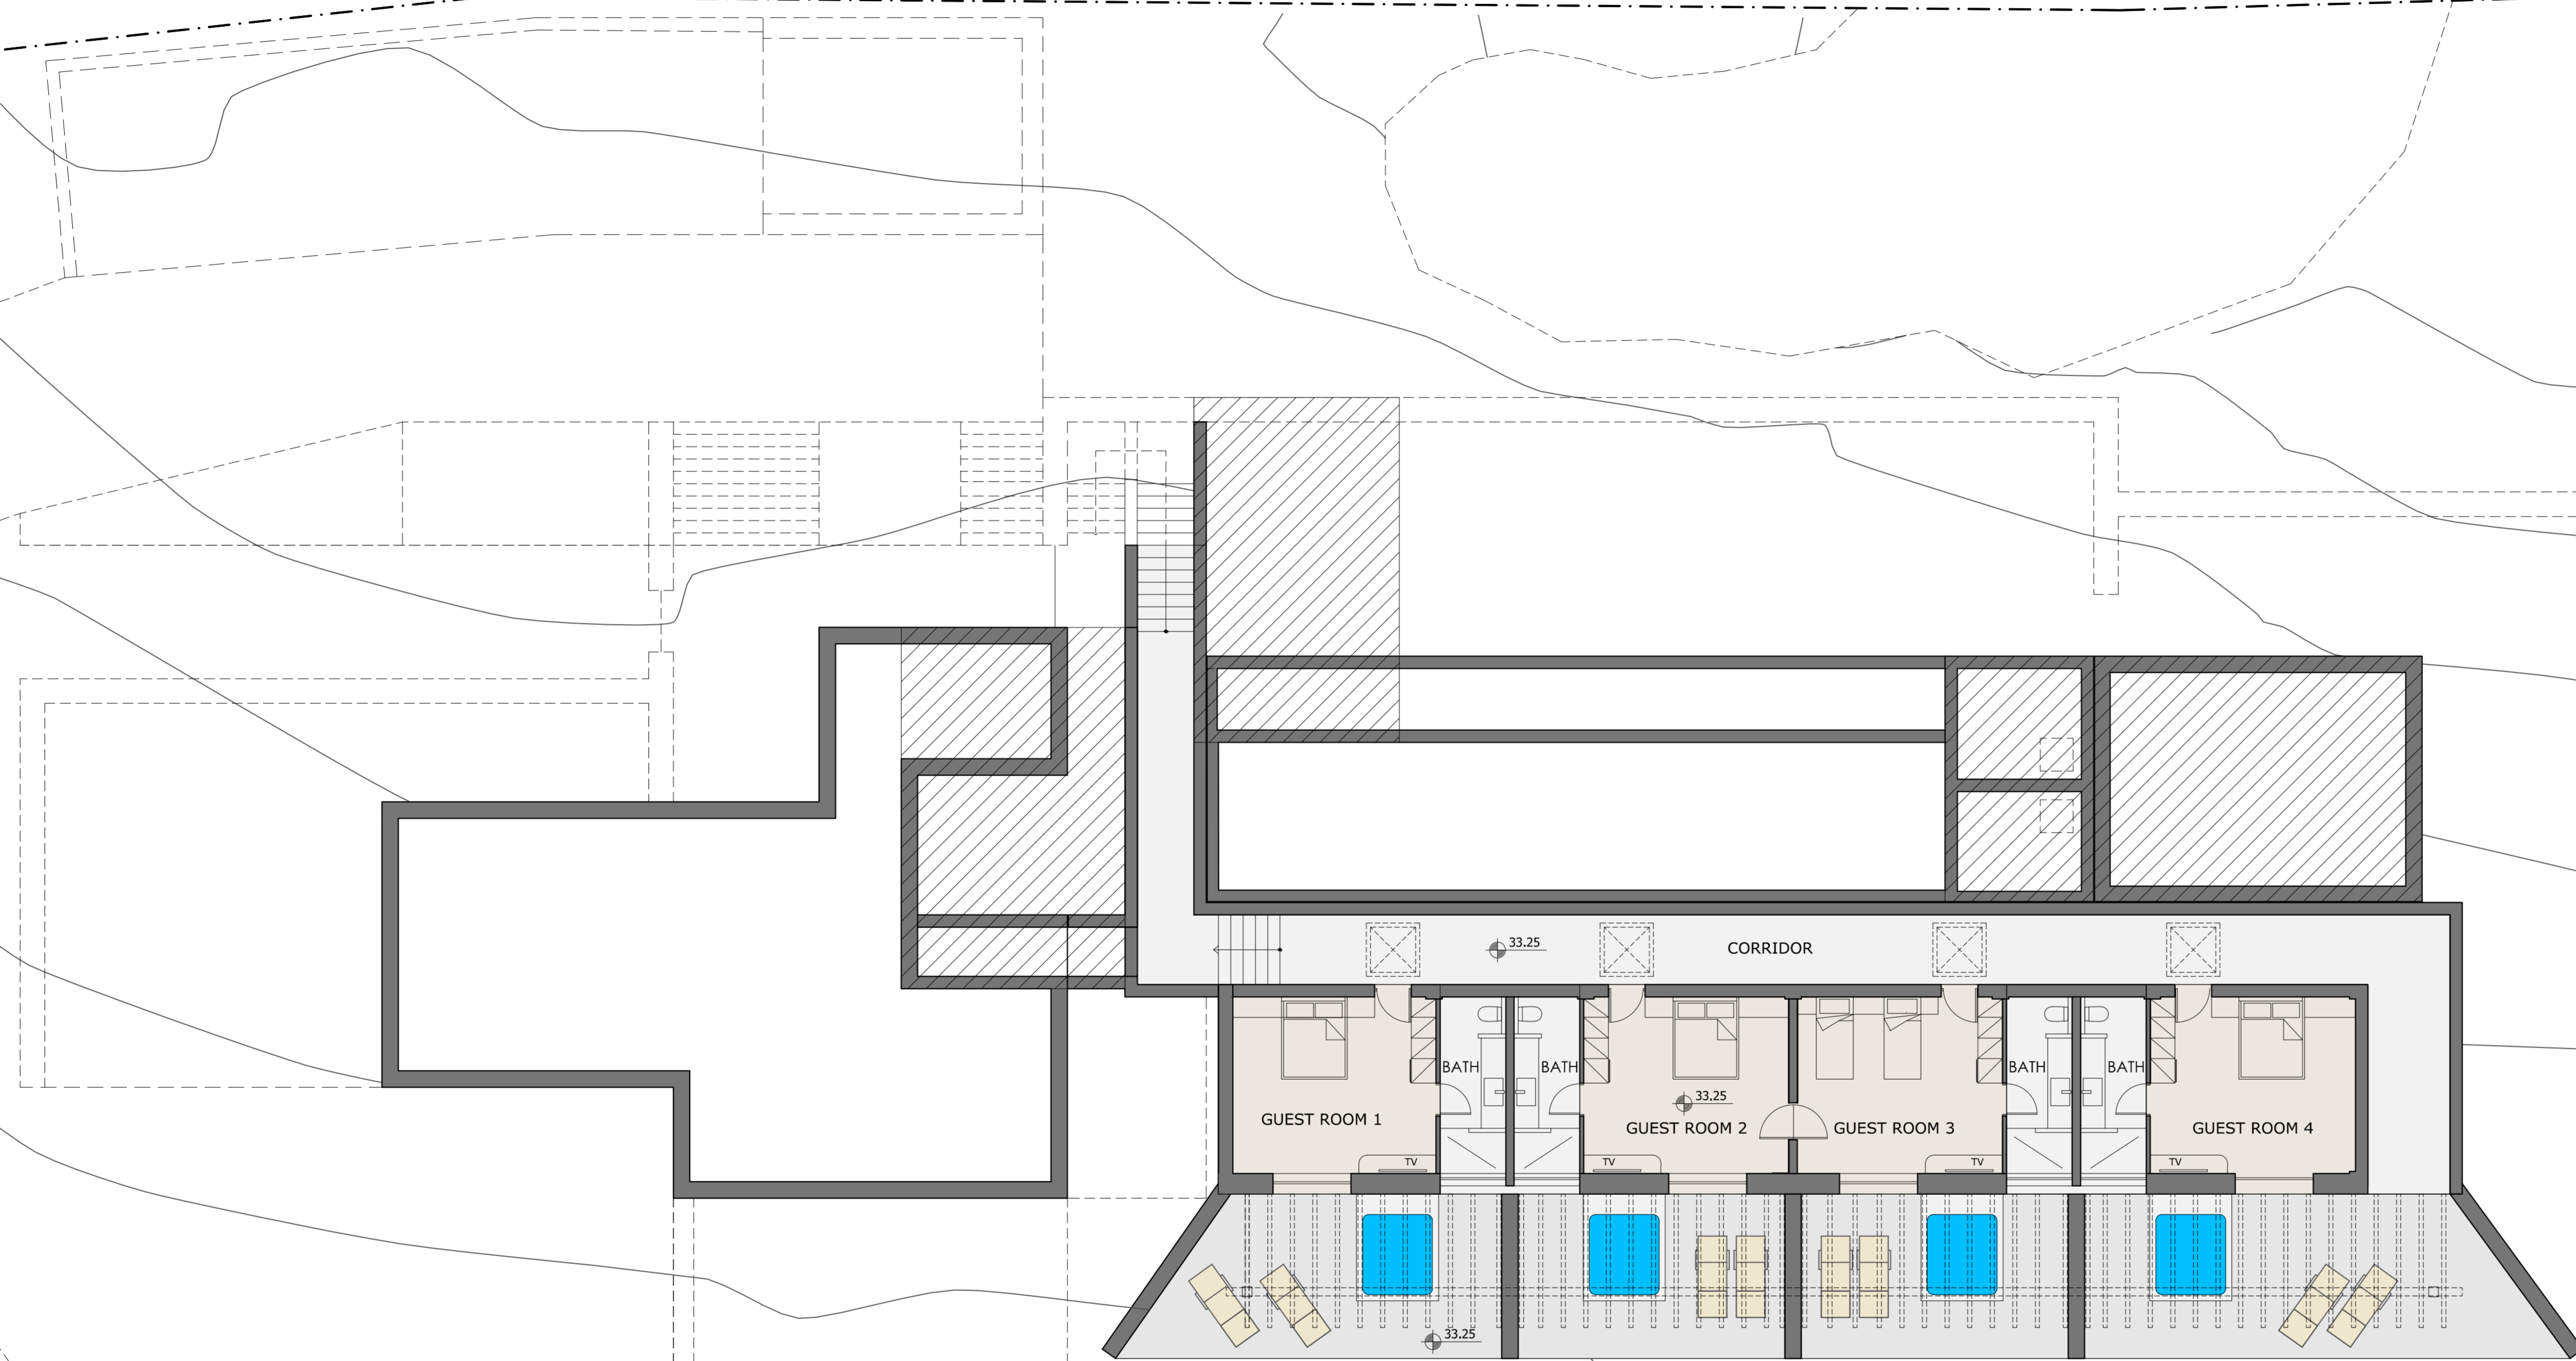 33.25
CORRIDOR
BATH
BATH
BATH
BATH
33.25
GUEST ROOM 1
GUEST ROOM 2
GUEST ROOM 3
GUEST ROOM 4
TV
TV
TV
TV
33.25